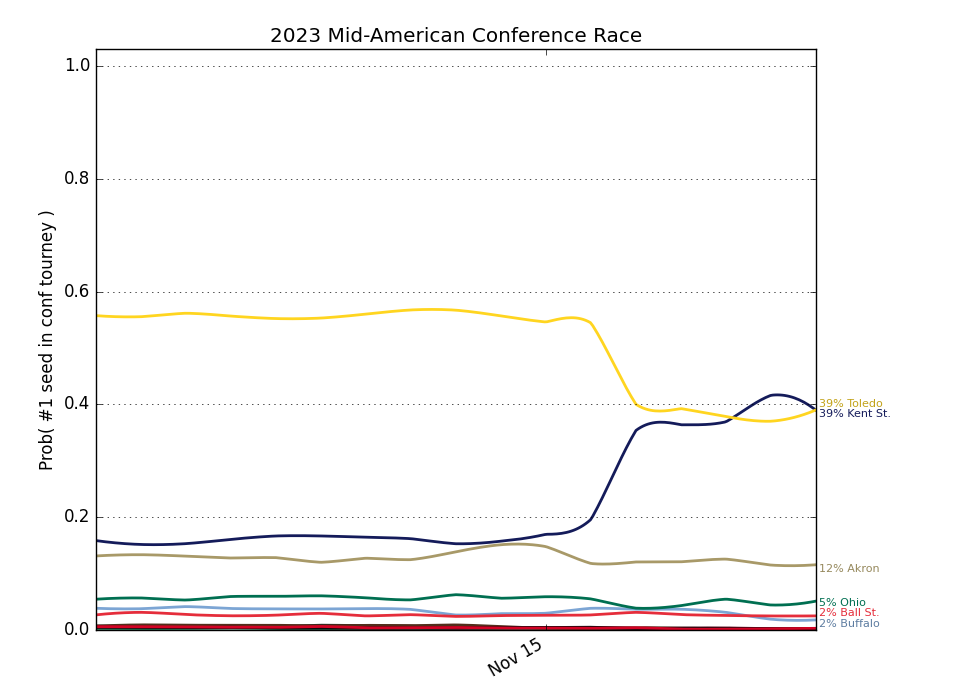 2023 Mid-American Conference Race
Prob( #1 seed in conf tourney )
1.0
0.8
0.6
0.4
0.2
0.0
Nov 15
39% Toledo
39% Kent St.
12% Akron
5% Ohio
2% Ball St.
2% Buffalo